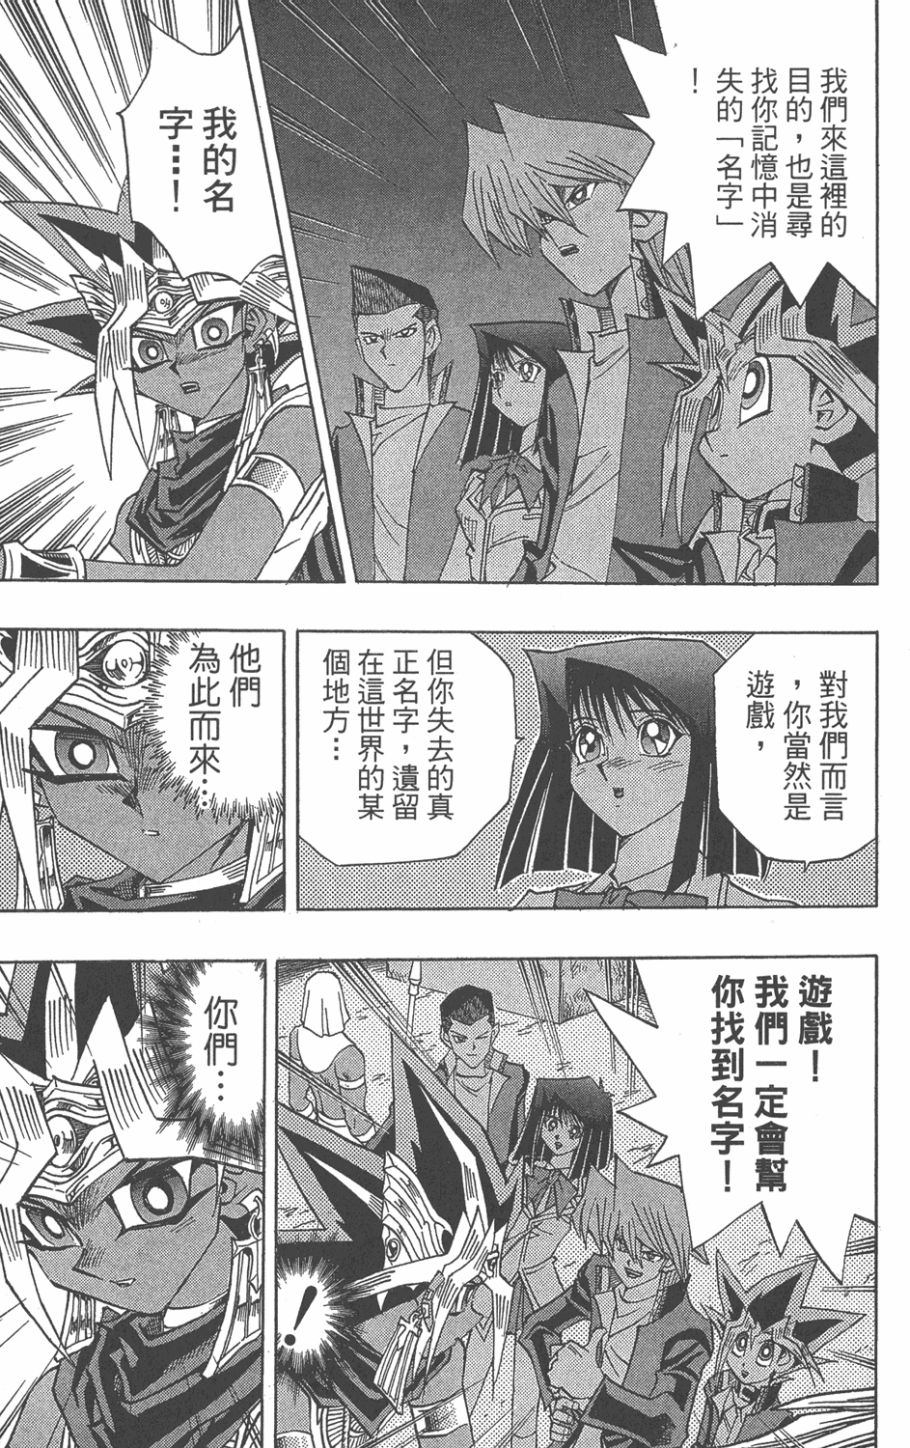 我們來這裡的
目的，也是尋
找你記憶中消
失的「名字」
！
我的名
字…！
對我們而言
，你當然是
遊戲，
但你失去的真
正名字，遺留
在這世界的某
個地方…
他們
為此而來…
遊戲！
我們一定會幫
你找到名字！
！
你們…